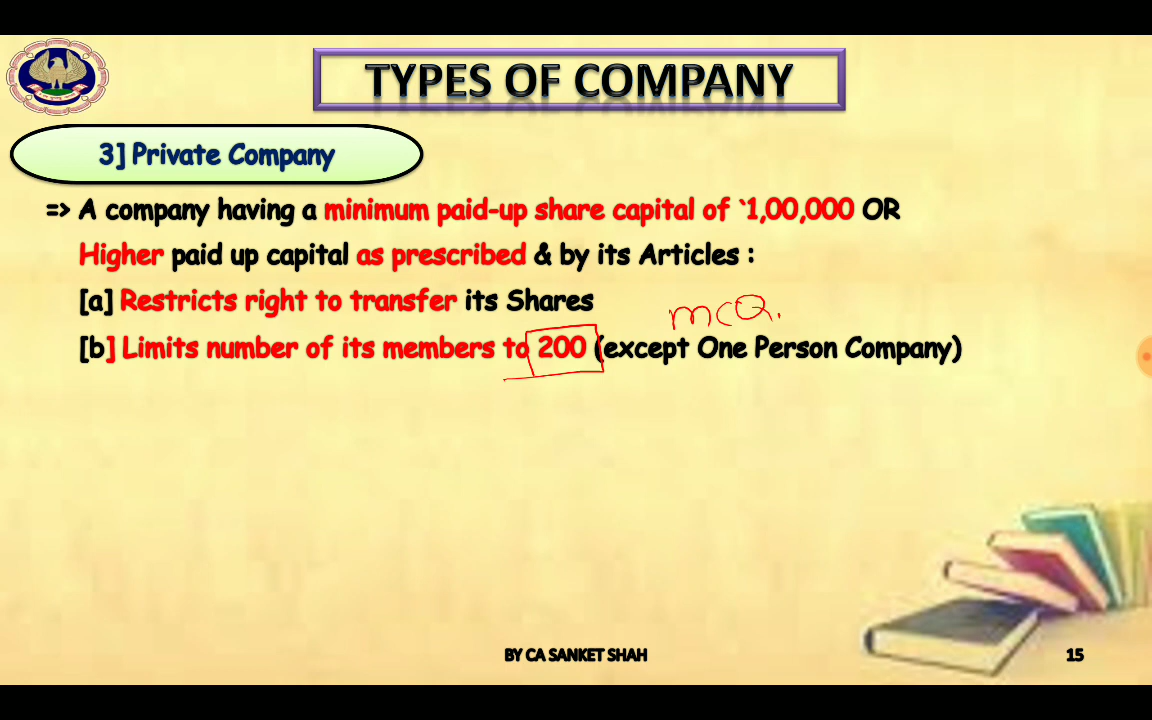 TYPES OF COMPANY
3] Private Company
=> A company having a minimum paid-up share capital of `1,00,000 OR
Higher paid up capital as prescribed & by its Articles :
[a] Restricts right to transfer its Shares
MCQ.
[b] Limits number of its members to 200 (except One Person Company)
BY CA SANKET SHAH
15